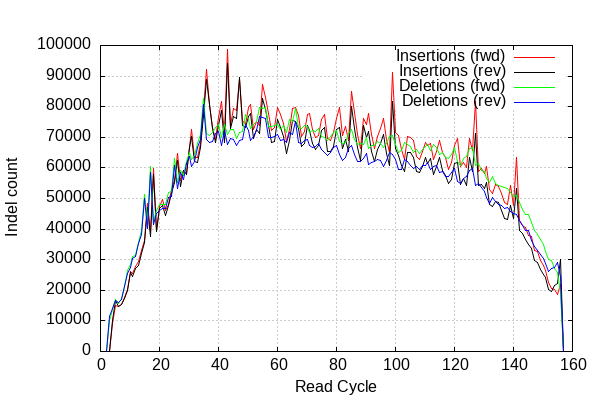 100000
90000
80000
70000
60000
50000
40000
30000
20000
10000
0
Indel count
Insertions (fwd)
Insertions (rev)
Deletions (fwd)
Deletions (rev)
0 20 40 60 80 100 120 140 160
Read Cycle